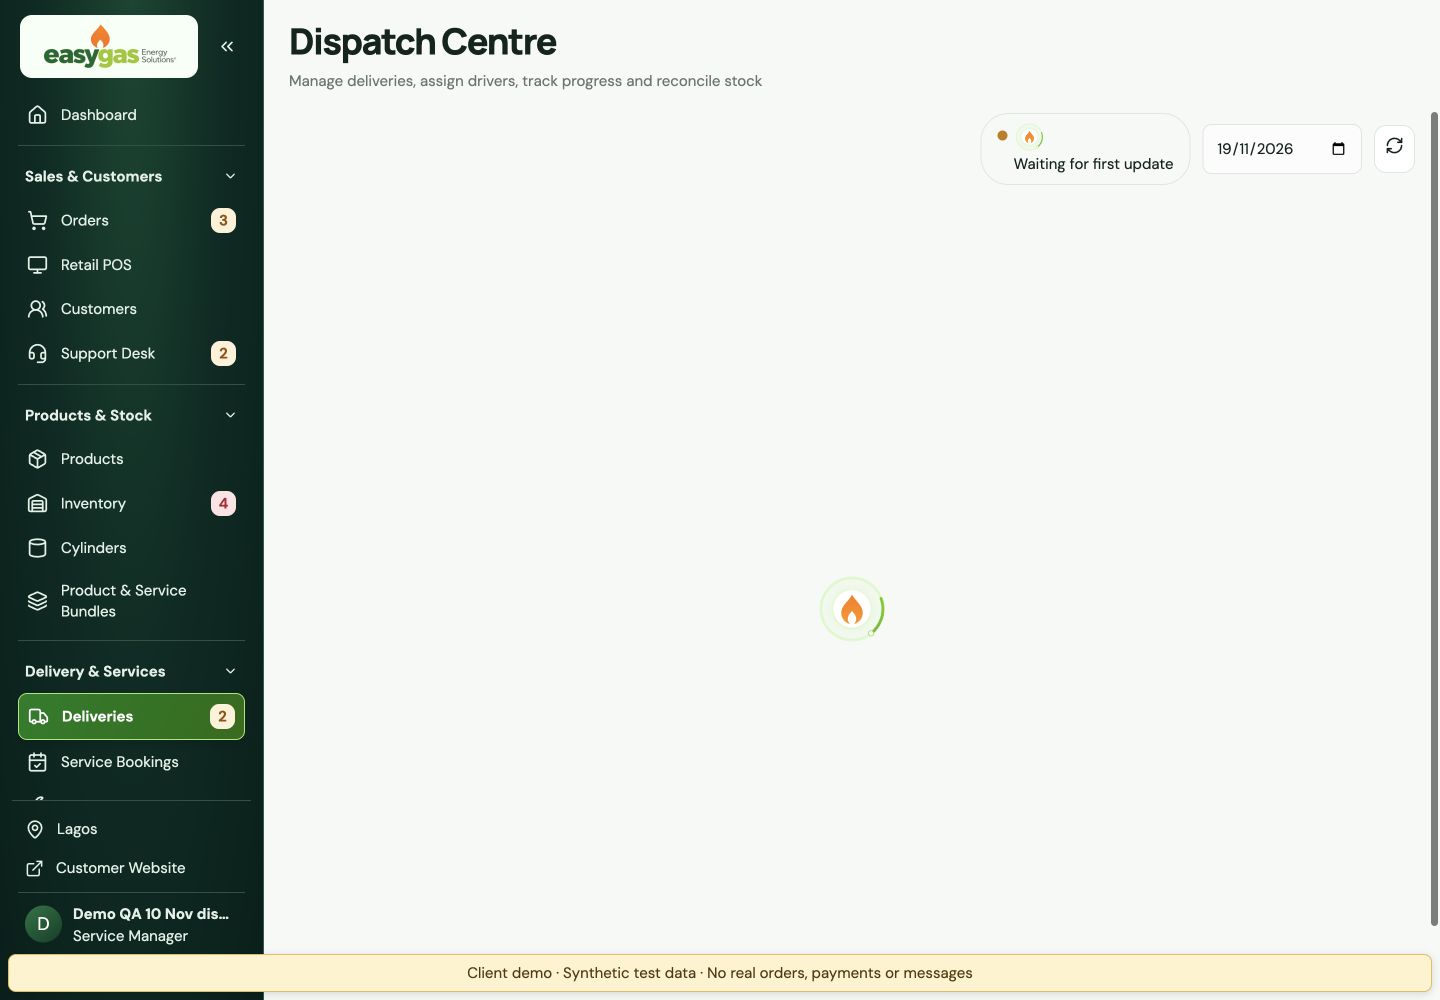 easygas Energy Solutions
Dashboard
Sales & Customers
Orders 3
Retail POS
Customers
Support Desk 2
Products & Stock
Products
Inventory 4
Cylinders
Product & Service
Bundles
Delivery & Services
Deliveries 2
Service Bookings
Lagos
Customer Website
D
Demo QA 10 Nov dis...
Service Manager
Dispatch Centre
Manage deliveries, assign drivers, track progress and reconcile stock
Waiting for first update
19/11/2026
Client demo · Synthetic test data · No real orders, payments or messages